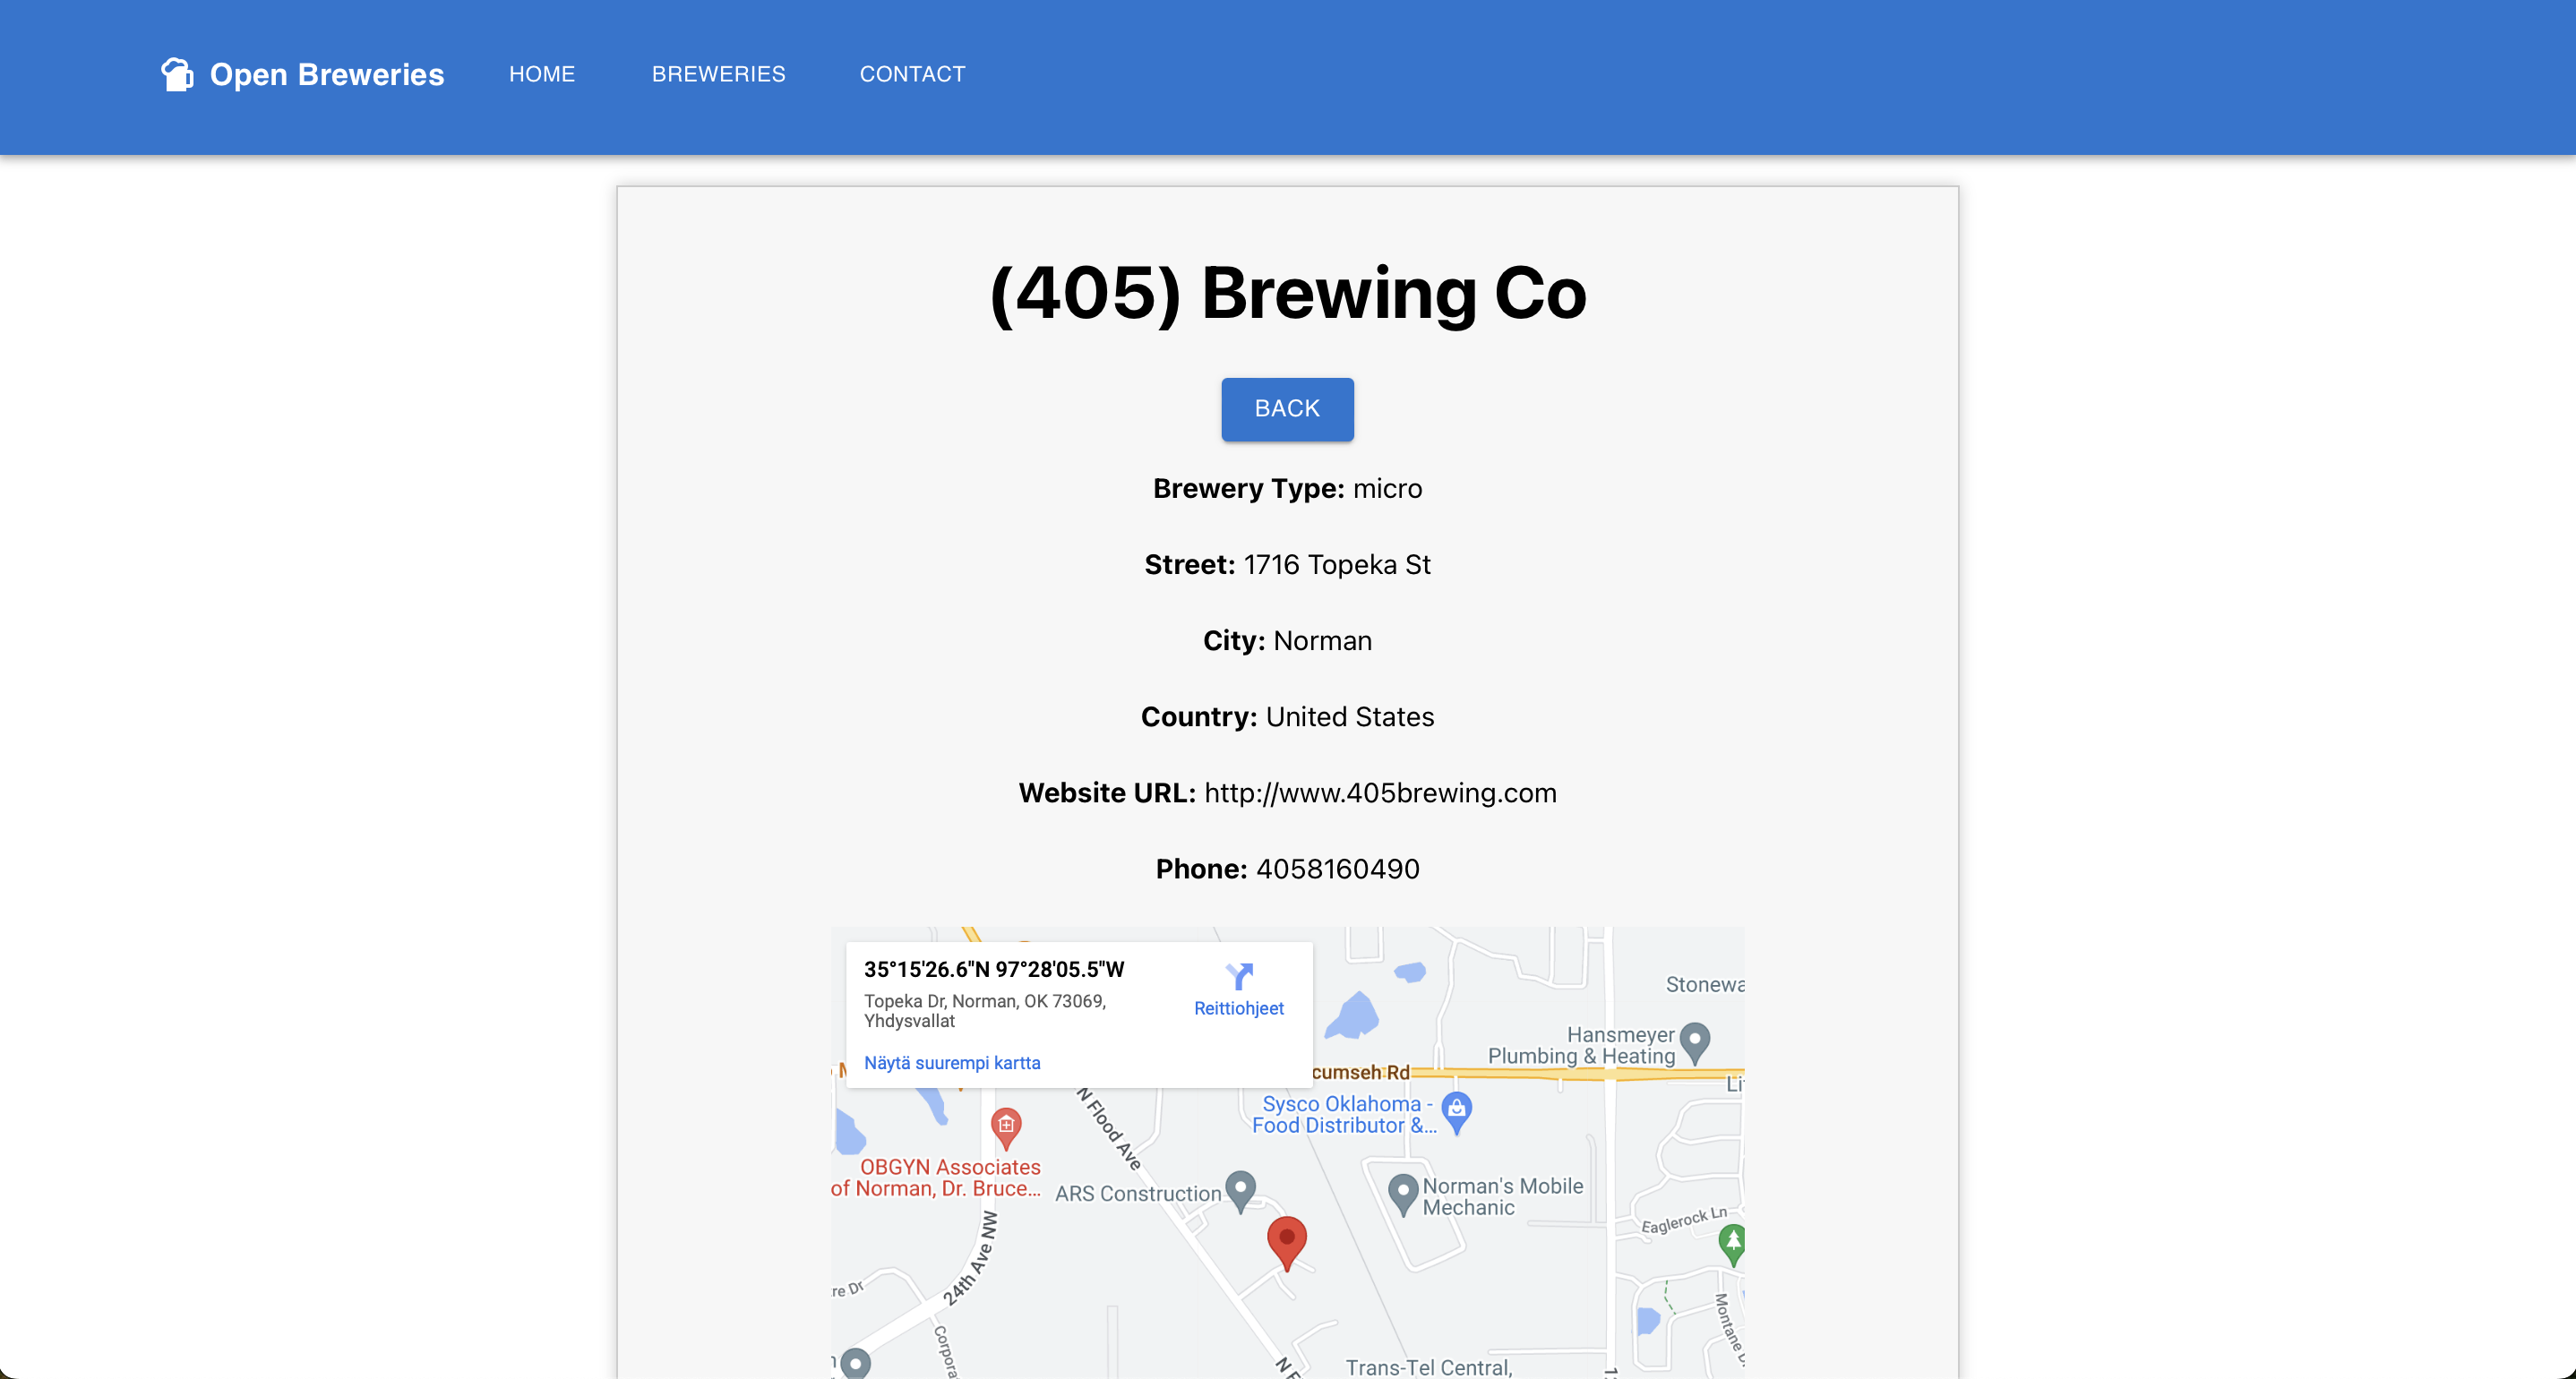 Open Breweries
HOME
BREWERIES
CONTACT
(405) Brewing Co
BACK
Brewery Type: micro
Street: 1716 Topeka St
City: Norman
Country: United States
Website URL: http://www.405brewing.com
Phone: 4058160490
35°15'26.6"N 97°28'05.5"W
Topeka Dr, Norman, OK 73069,
Yhdysvallat
Reittiohjeet
Näytä suurempi kartta
Stonewa
Hansmeyer
Plumbing & Heating
cumseh Rd
Li
Sysco Oklahoma -
Food Distributor &...
N Flood Ave
OBGYN Associates
of Norman, Dr. Bruce...
ARS Construction
Norman's Mobile
Mechanic
Eaglerock Ln
24th Ave NW
re Dr
Corpora
Montane D
N F
Trans-Tel Central,